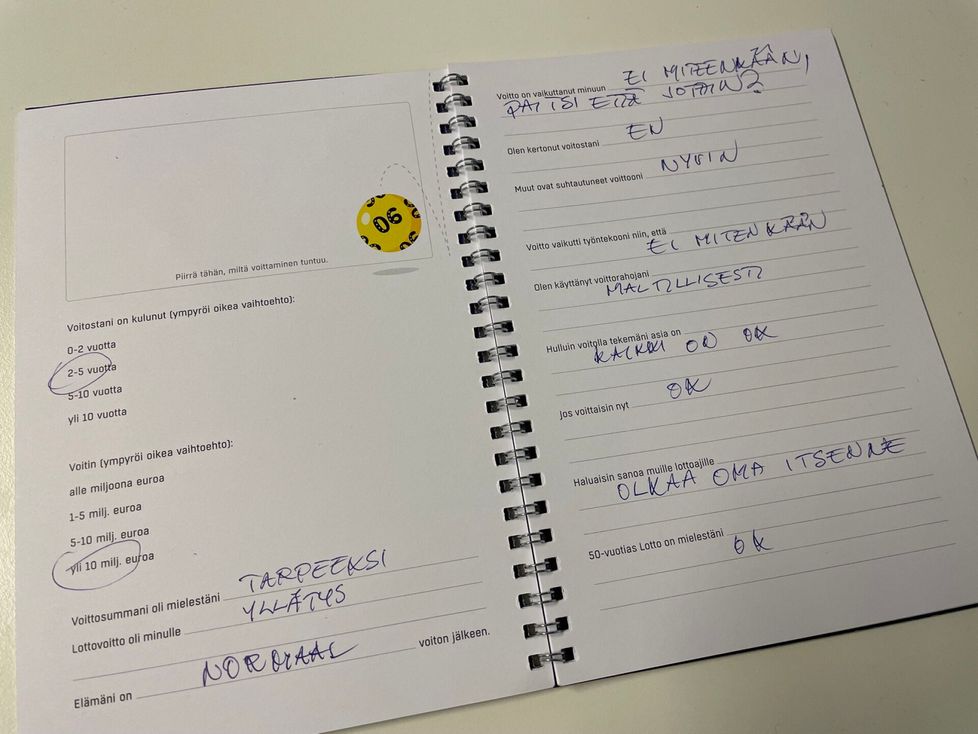 06
Piirrä tähän, miltä voittaminen tuntuu.
Voitostani on kulunut (ympyröi oikea vaihtoehto):
0-2 vuotta
2-5 vuotta
5-10 vuotta
yli 10 vuotta
Voitin (ympyröi oikea vaihtoehto):
alle miljoona euroa
1-5 milj. euroa
5-10 milj. euroa
yli 10 milj. euroa
Voittosummani oli mielestäni TARPEEKSI
Lottovoitto oli minulle YLLÄTYS
Elämäni on NORMAAL voiton jälkeen.
Voitto on vaikuttanut minuun EI MITEENKÄÄN,
PAITSI ETTÄ JOTAIN?
Olen kertonut voitostani EN
Muut ovat suhtautuneet voittooni NYVIN
Voitto vaikutti työntekooni niin, että
EI MITENKÄÄN
Olen käyttänyt voittorahojani
MALTILLISESTI
Hulluin voitolla tekemäni asia on
KAIKKI ON OK
Jos voittaisin nyt OK
Haluaisin sanoa muille lottoajille
OLKAA OMA ITSENNE
50-vuotias Lotto on mielestäni OK